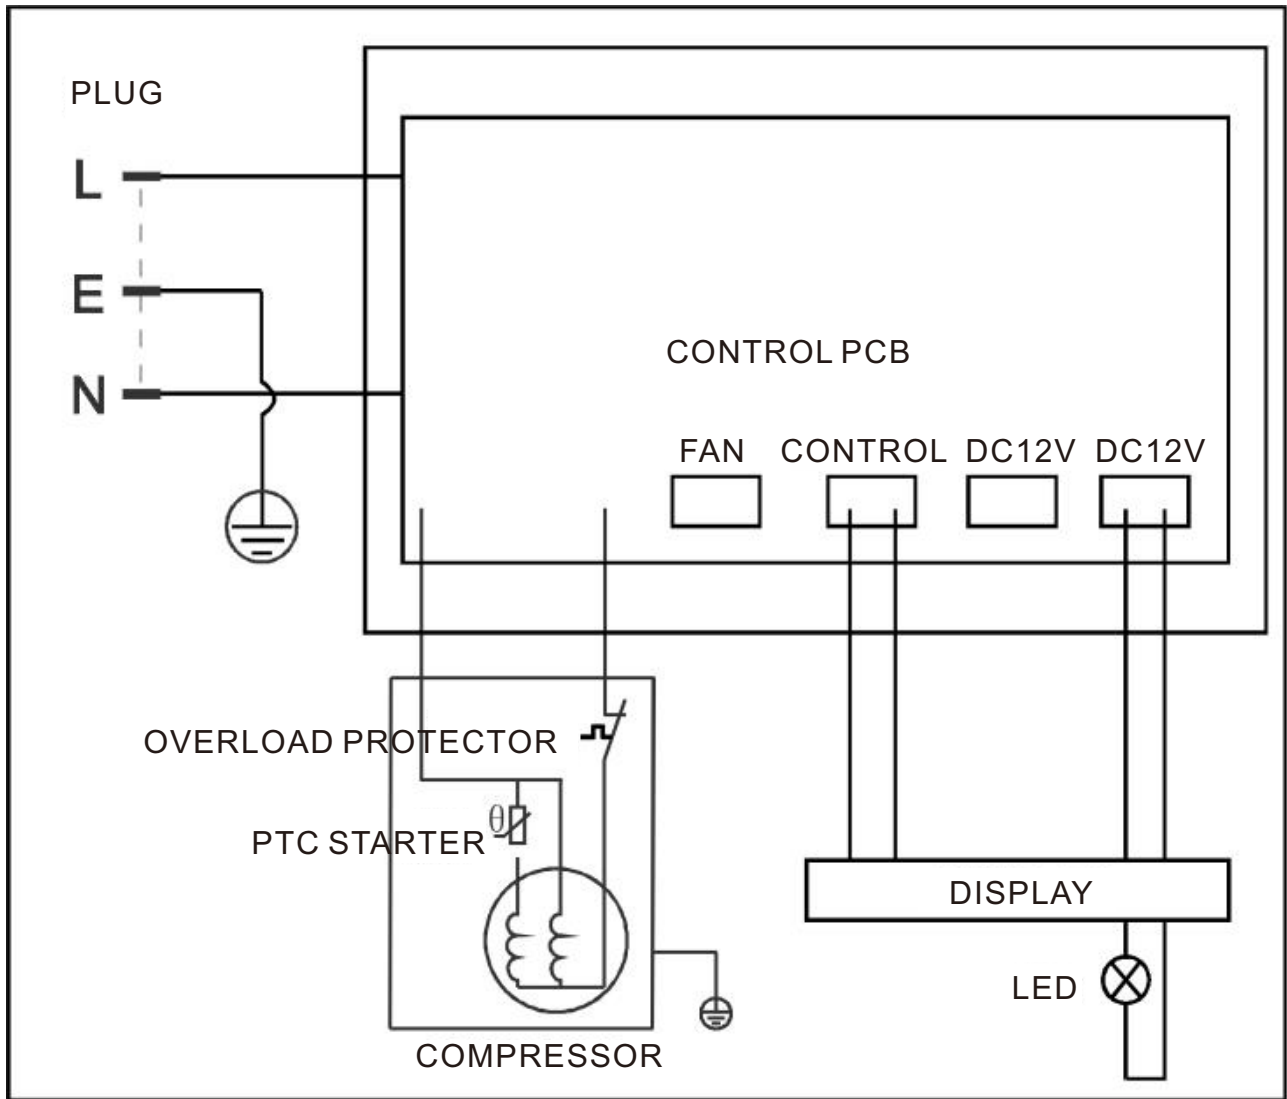 PLUG
L
E
N
CONTROL PCB
FAN
CONTROL
DC12V
DC12V
OVERLOAD PROTECTOR
θ
PTC STARTER
DISPLAY
LED
COMPRESSOR